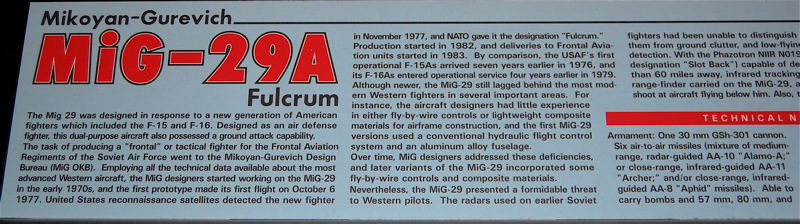 Mikoyan-Gurevich
MiG-29A
Fulcrum
The Mig 29 was designed in response to a new generation of American
fighters which included the F-15 and F-16. Designed as an air defense
fighter, this dual-purpose aircraft also possessed a ground attack capability.
The task of producing a "frontal" or tactical fighter for the Frontal Aviation
Regiments of the Soviet Air Force went to the Mikoyan-Gurevich Design
Bureau (MiG OKB). Employing all the technical data available about the most
advanced Western aircraft, the MiG designers started working on the MiG-29
in the early 1970s, and the first prototype made its first flight on October 6
1977. United States reconnaissance satellites detected the new fighter
in November 1977, and NATO gave it the designation "Fulcrum."
Production started in 1982, and deliveries to Frontal Avia-
tion units started in 1983. By comparison, the USAF's first
operational F-15As arrived seven years earlier in 1976, and
its F-16As entered operational service four years earlier in 1979.
Although newer, the MiG-29 still lagged behind the most mod-
ern Western fighters in several important areas. For
instance, the aircraft designers had little experience
in either fly-by-wire controls or lightweight composite
materials for airframe construction, and the first MiG-29
versions used a conventional hydraulic flight control
system and an aluminum alloy fuselage.
Over time, MiG designers addressed these deficiencies,
and later variants of the MiG-29 incorporated some
fly-by-wire controls and composite materials.
Nevertheless, the MiG-29 presented a formidable threat
to Western pilots. The radars used on earlier Soviet
fighters had been unable to distinguish
them from ground clutter, and low-flying
detection. With the Phazotron NIIR N019
designation "Slot Back") capable of de
than 60 miles away, infrared tracking
range-finder carried on the MiG-29, a
shoot at aircraft flying below him. Also, t
TECHNICAL N
Armament: One 30 mm GSh-301 cannon.
Six air-to-air missiles (mixture of medium-
range, radar-guided AA-10 "Alamo-A;"
or close-range, infrared-guided AA-11
"Archer;" and/or close-range, infrared-
guided AA-8 "Aphid" missiles). Able to
carry bombs and 57 mm, 80 mm, and